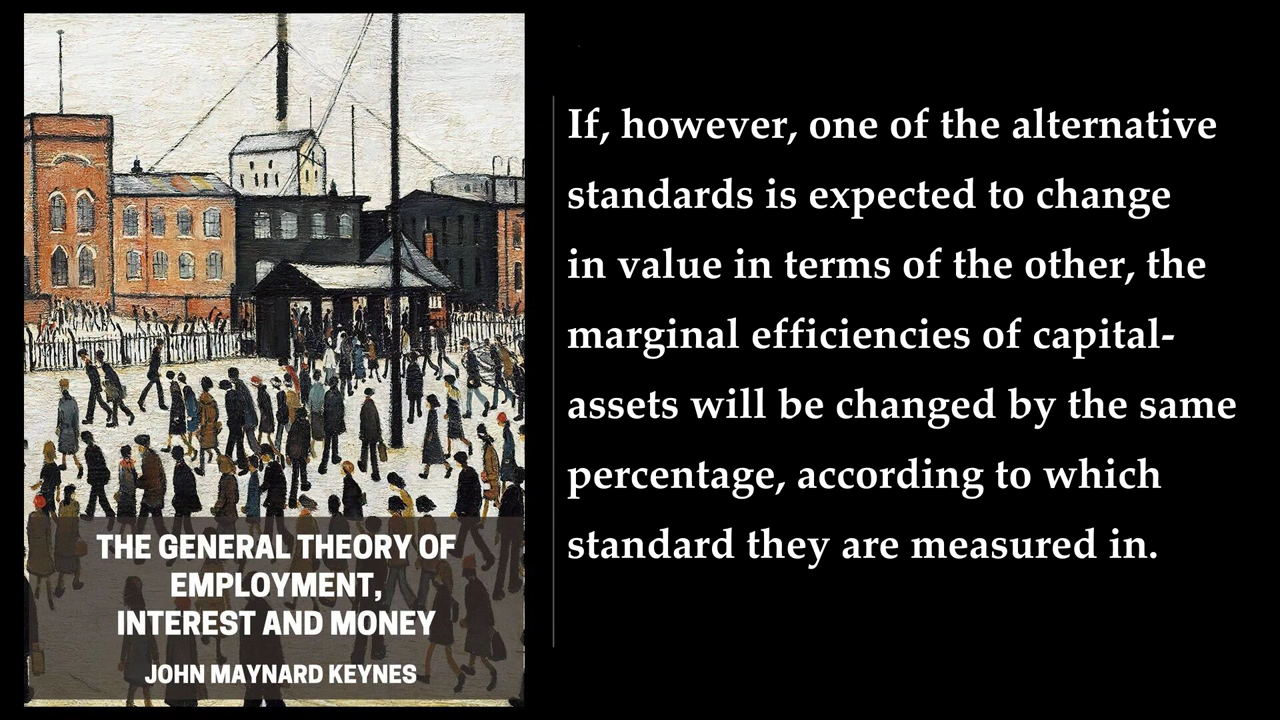 THE GENERAL THEORY OF
EMPLOYMENT,
INTEREST AND MONEY
JOHN MAYNARD KEYNES
If, however, one of the alternative
standards is expected to change
in value in terms of the other, the
marginal efficiencies of capital-
assets will be changed by the same
percentage, according to which
standard they are measured in.